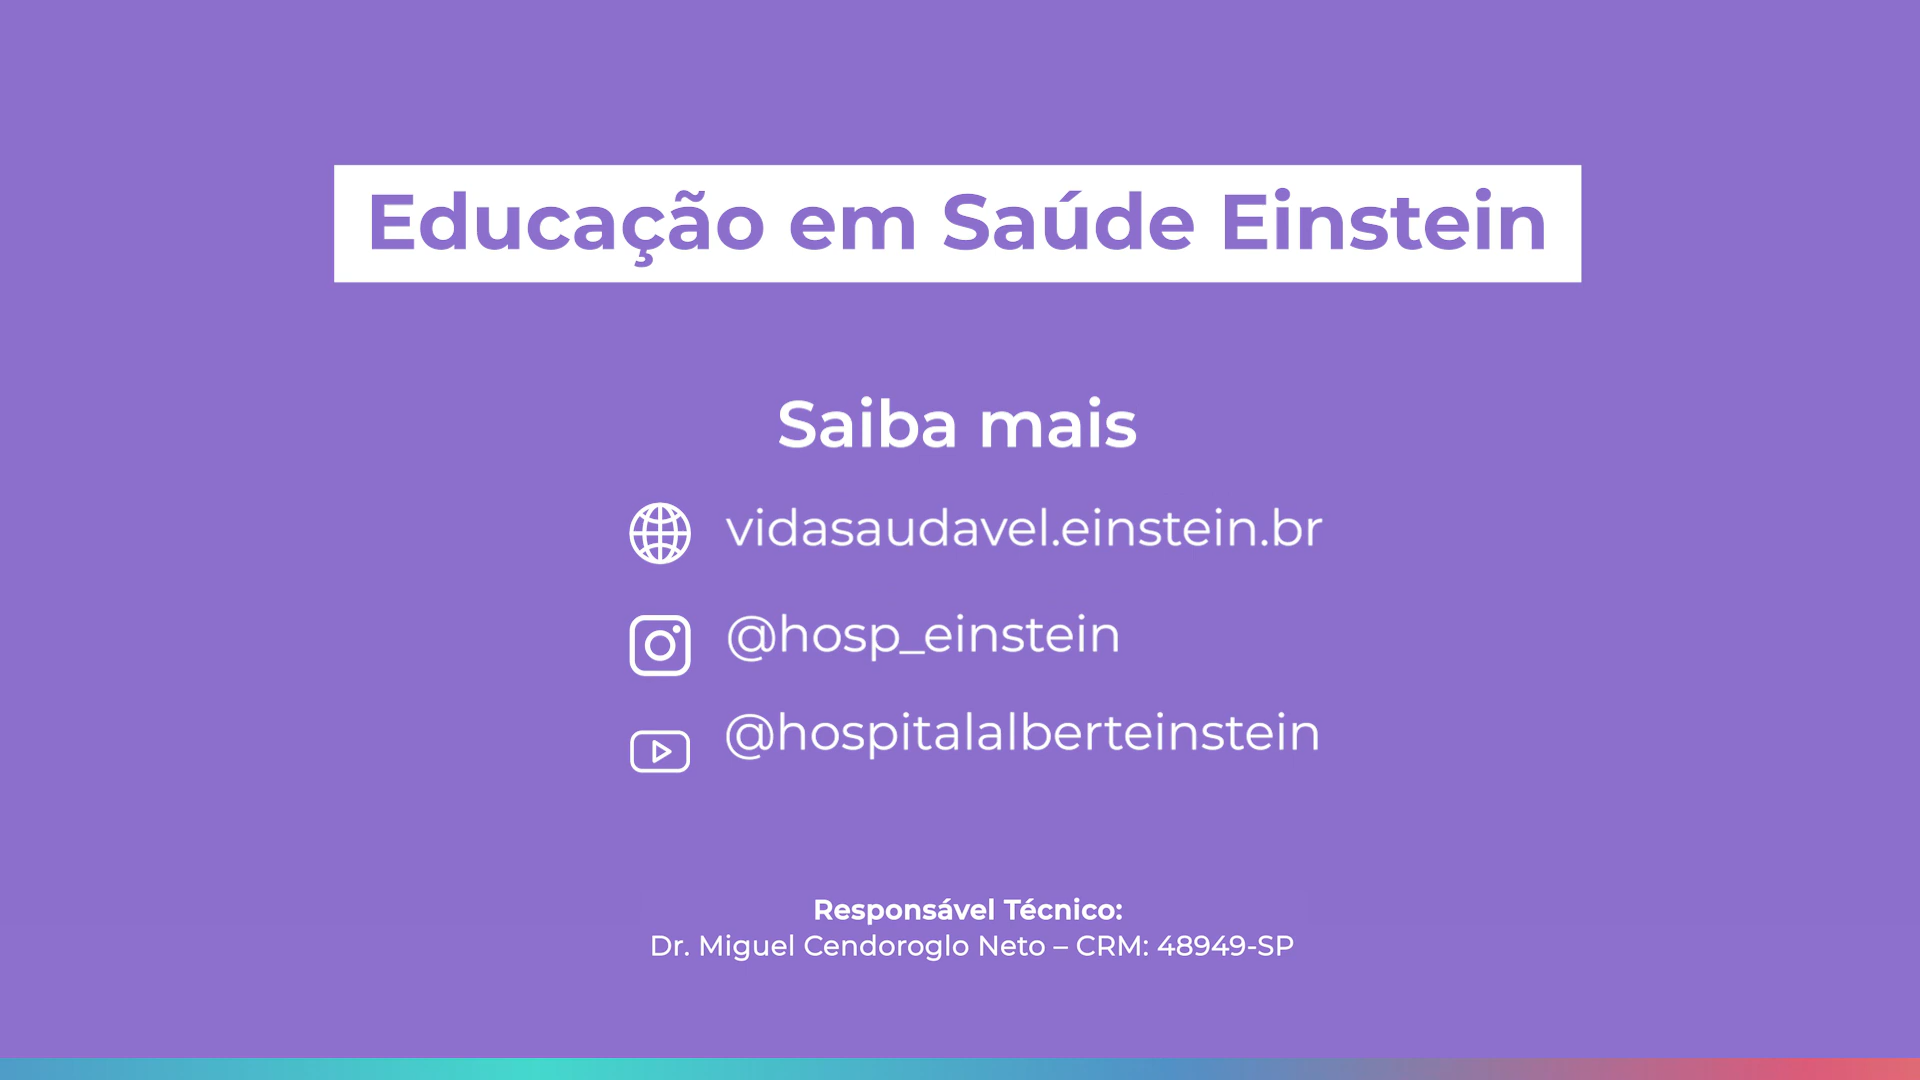 Educação em Saúde Einstein
Saiba mais
vidasaudavel.einstein.br
@hosp_einstein
@hospitalalberteinstein
Responsável Técnico:
Dr. Miguel Cendoroglo Neto – CRM: 48949-SP